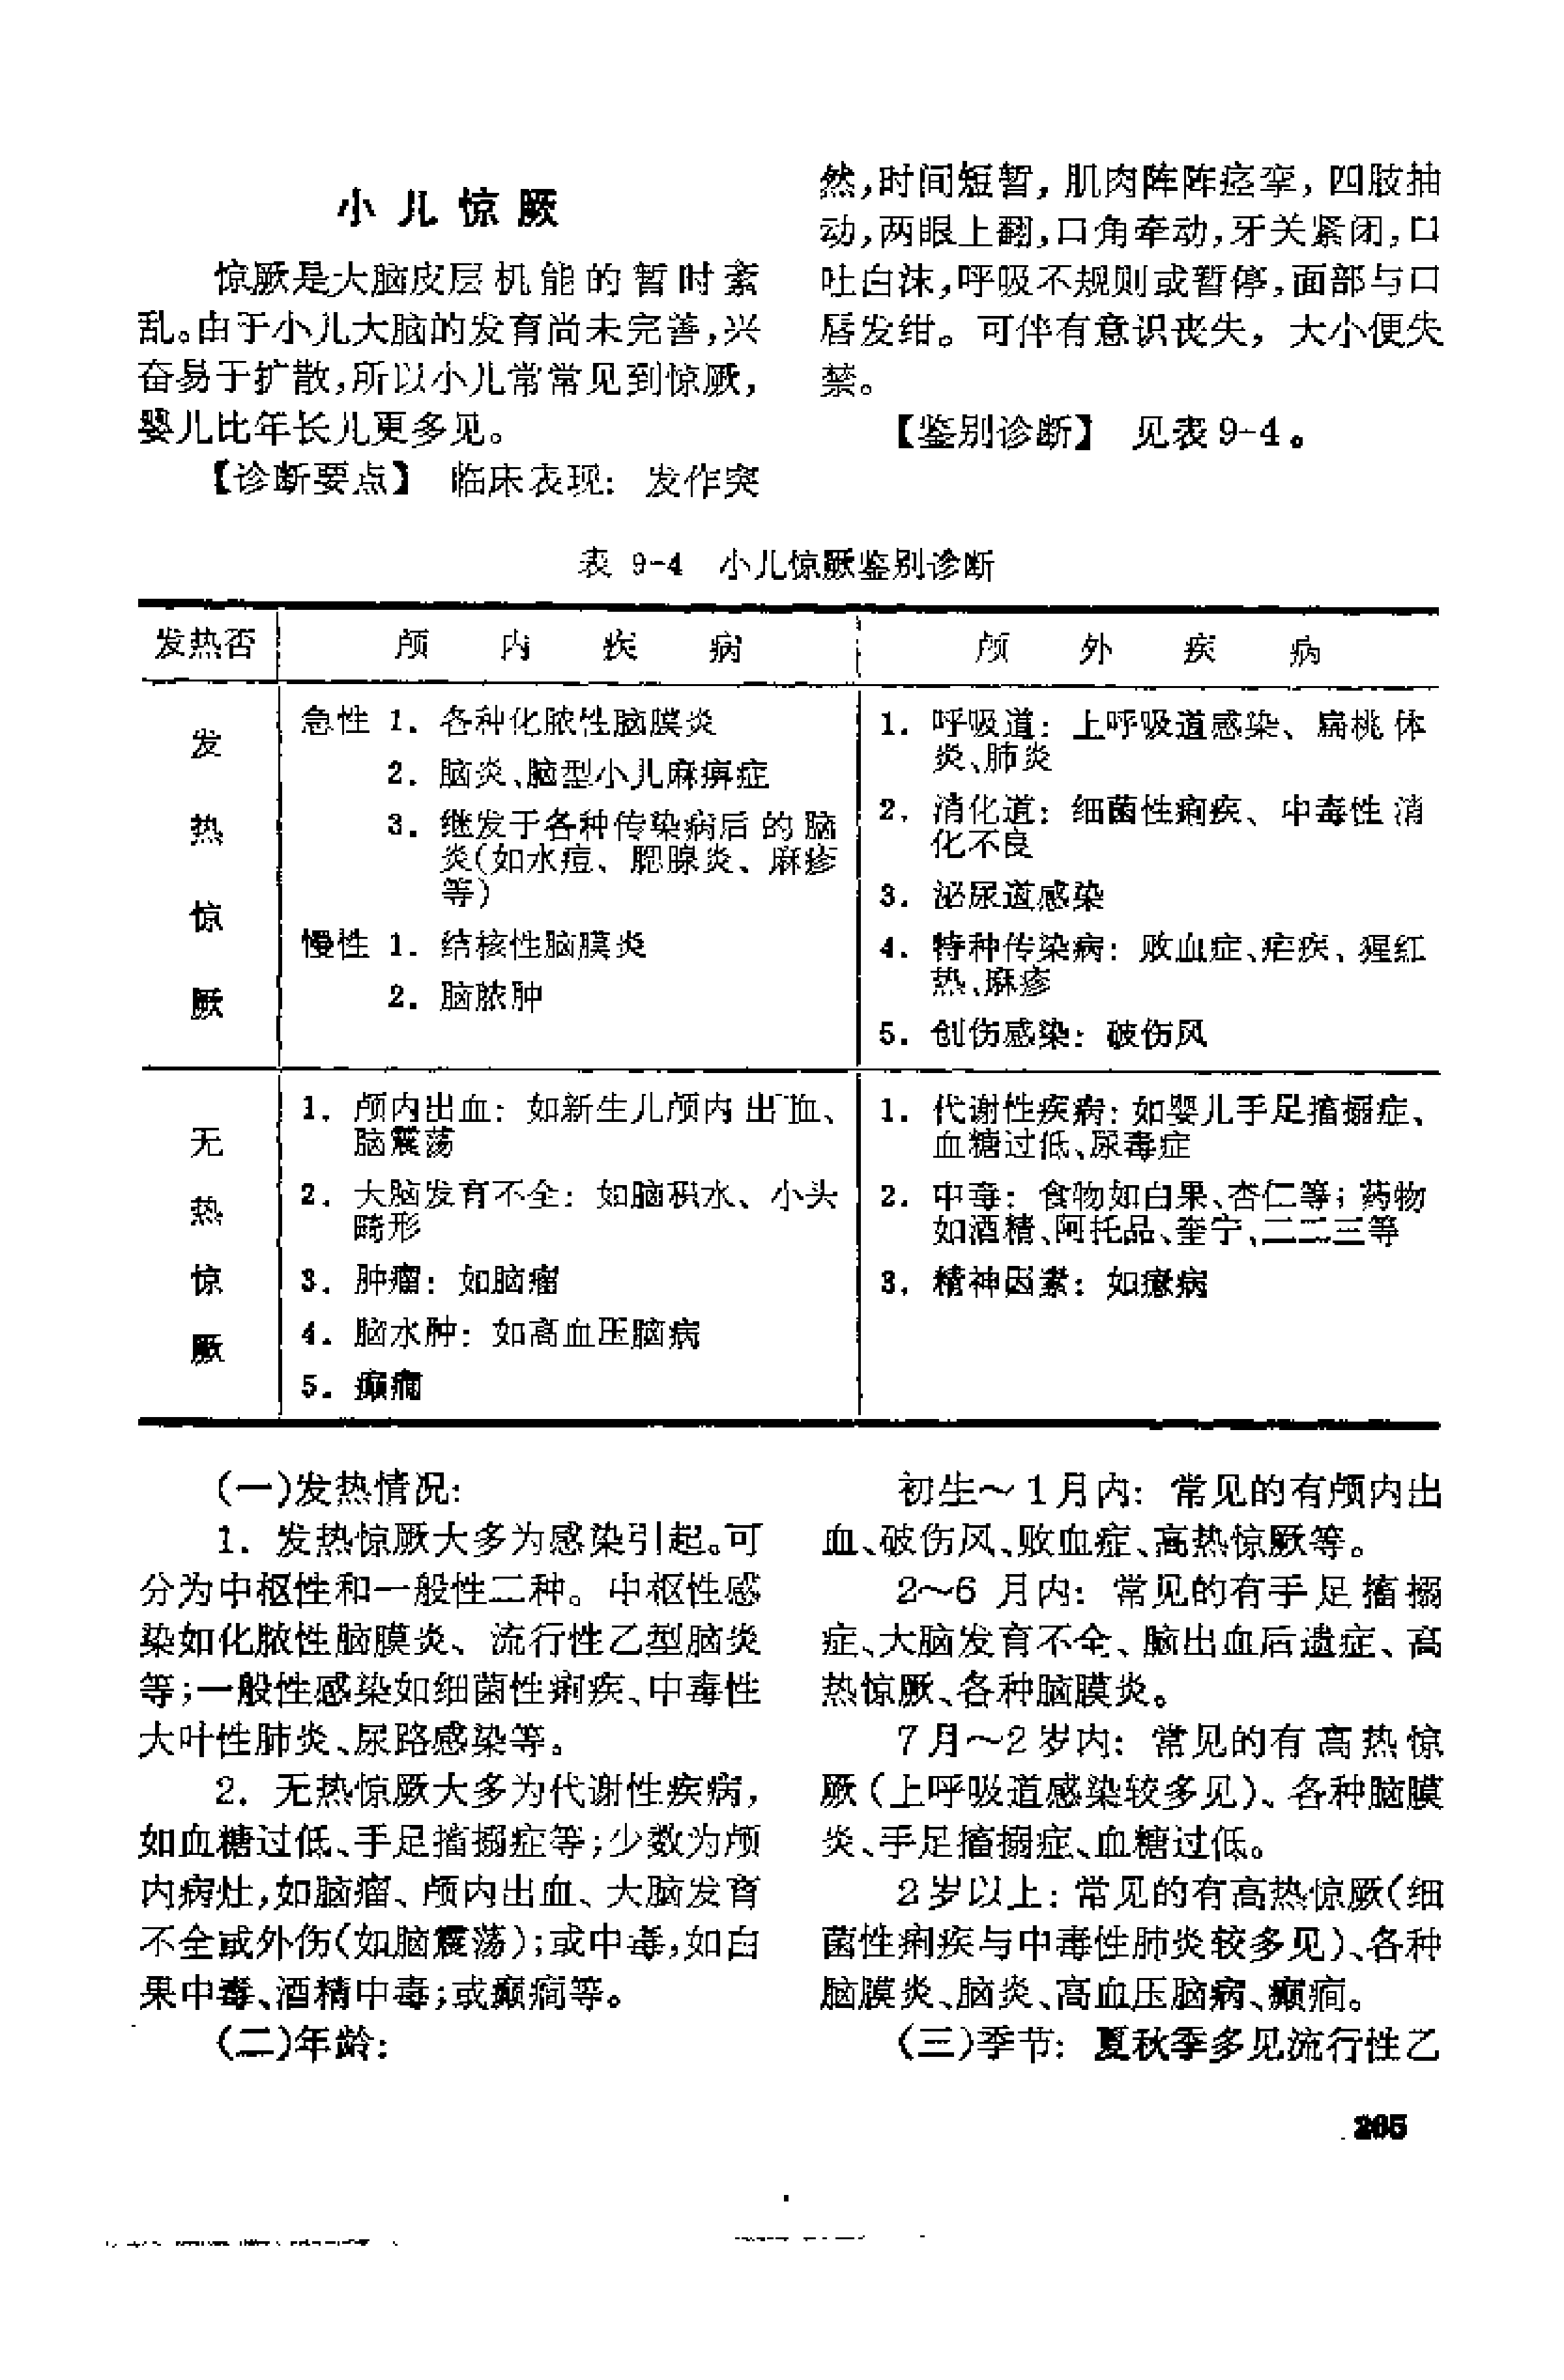 小儿惊厥
惊厥是大脑皮层机能的暂时紊
乱。由于小儿大脑的发育尚未完善,兴
奋易于扩散,所以小儿常常见到惊厥,
婴儿比年长儿更多见。
【诊断要点】 临床表现: 发作突
然,时间短暂,肌肉阵阵痉挛,四肢抽
动,两眼上翻,口角牵动,牙关紧闭,口
吐白沫,呼吸不规则或暂停,面部与口
唇发绀。可伴有意识丧失,大小便失
禁。
【鉴别诊断】 见表9-4。
表 9-4 小儿惊厥鉴别诊断
发热否 颅内疾病 颅外疾病
发热惊厥
急性 1. 各种化脓性脑膜炎
2. 脑炎、脑型小儿麻痹症
3. 继发于各种传染病后的脑
炎(如水痘、腮腺炎、麻疹
等)
慢性 1. 结核性脑膜炎
2. 脑脓肿
1. 呼吸道: 上呼吸道感染、扁桃体
炎、肺炎
2. 消化道: 细菌性痢疾、中毒性消
化不良
3. 泌尿道感染
4. 特种传染病: 败血症、疟疾、猩红
热、麻疹
5. 创伤感染: 破伤风
无热惊厥
1. 颅内出血: 如新生儿颅内出血、
脑震荡
2. 大脑发育不全: 如脑积水、小头
畸形
3. 肿瘤: 如脑瘤
4. 脑水肿: 如高血压脑病
5. 癫痫
1. 代谢性疾病: 如婴儿手足搐搦症、
血糖过低、尿毒症
2. 中毒: 食物如白果、杏仁等;药物
如酒精、阿托品、奎宁、二二三等
3. 精神因素: 如癔病
(一)发热情况:
1. 发热惊厥大多为感染引起。可
分为中枢性和一般性二种。中枢性感
染如化脓性脑膜炎、流行性乙型脑炎
等;一般性感染如细菌性痢疾、中毒性
大叶性肺炎、尿路感染等。
2. 无热惊厥大多为代谢性疾病,
如血糖过低、手足搐搦症等;少数为颅
内病灶,如脑瘤、颅内出血、大脑发育
不全或外伤(如脑震荡);或中毒,如白
果中毒、酒精中毒;或癫痫等。
(二)年龄:
初生~1月内: 常见的有颅内出
血、破伤风、败血症、高热惊厥等。
2~6 月内: 常见的有手足搐搦
症、大脑发育不全、脑出血后遗症、高
热惊厥、各种脑膜炎。
7月~2岁内: 常见的有高热惊
厥(上呼吸道感染较多见)、各种脑膜
炎、手足搐搦症、血糖过低。
2岁以上: 常见的有高热惊厥(细
菌性痢疾与中毒性肺炎较多见)、各种
脑膜炎、脑炎、高血压脑病、癫痫。
(三)季节: 夏秋季多见流行性乙
265